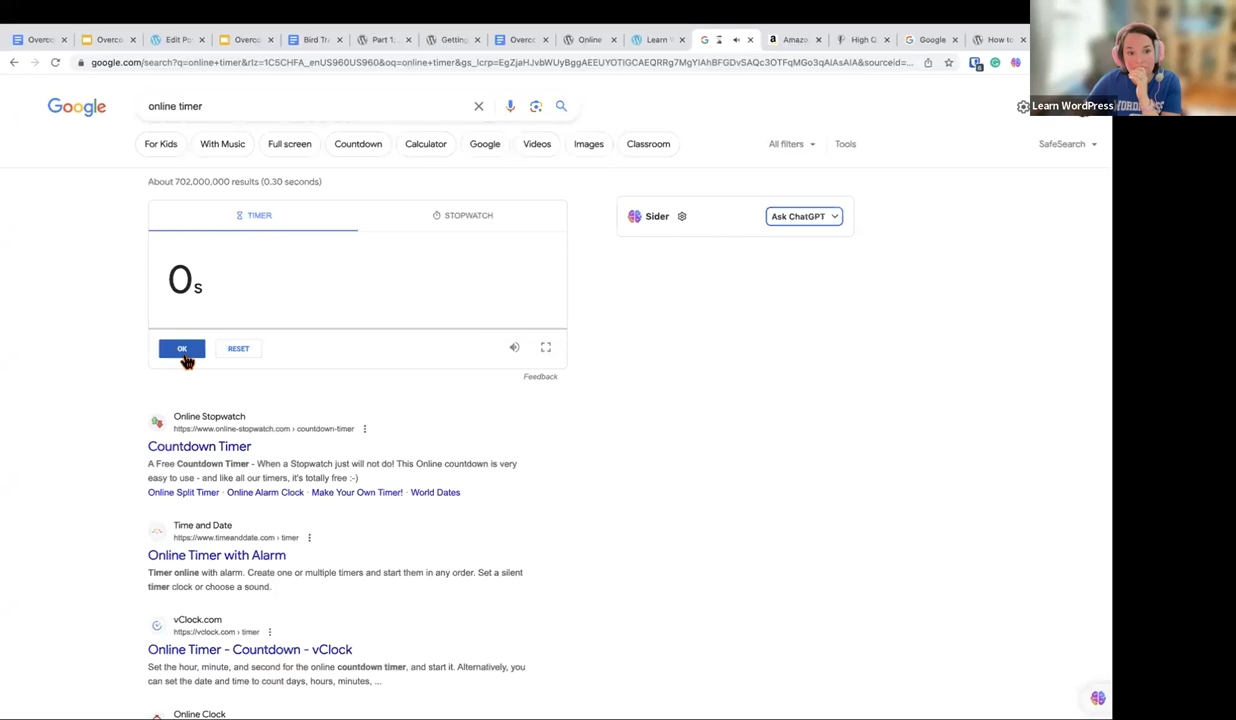 Overco
Overco
Edit Po
Overco
Bird Tra
Part 1;
Getting
Overco
Online
Learn W
Amazo
High Q
Google
How to
google.com/search?q=online+timer&rlz=1C5CHFA_enUS960US960&oq=online+timer&gs_lcrp=EgZjaHJvbWUyBggAEEUYOTIGCAEQRRg7MgYIAhBFGDvSAQc3OTFqMGo3qAIAsAIA&sourceid=...
Learn WordPress
Google
online timer
For Kids
With Music
Full screen
Countdown
Calculator
Google
Videos
Images
Classroom
All filters
Tools
SafeSearch
About 702,000,000 results (0.30 seconds)
TIMER
STOPWATCH
0s
OK
RESET
Feedback
Sider
Ask ChatGPT
Online Stopwatch
https://www.online-stopwatch.com › countdown-timer
Countdown Timer
A Free Countdown Timer - When a Stopwatch just will not do! This Online countdown is very
easy to use - and like all our timers, it's totally free :-)
Online Split Timer · Online Alarm Clock · Make Your Own Timer! · World Dates
Time and Date
https://www.timeanddate.com › timer
Online Timer with Alarm
Timer online with alarm. Create one or multiple timers and start them in any order. Set a silent
timer clock or choose a sound.
vClock.com
https://vclock.com › timer
Online Timer - Countdown - vClock
Set the hour, minute, and second for the online countdown timer, and start it. Alternatively, you
can set the date and time to count days, hours, minutes, ...
Online Clock